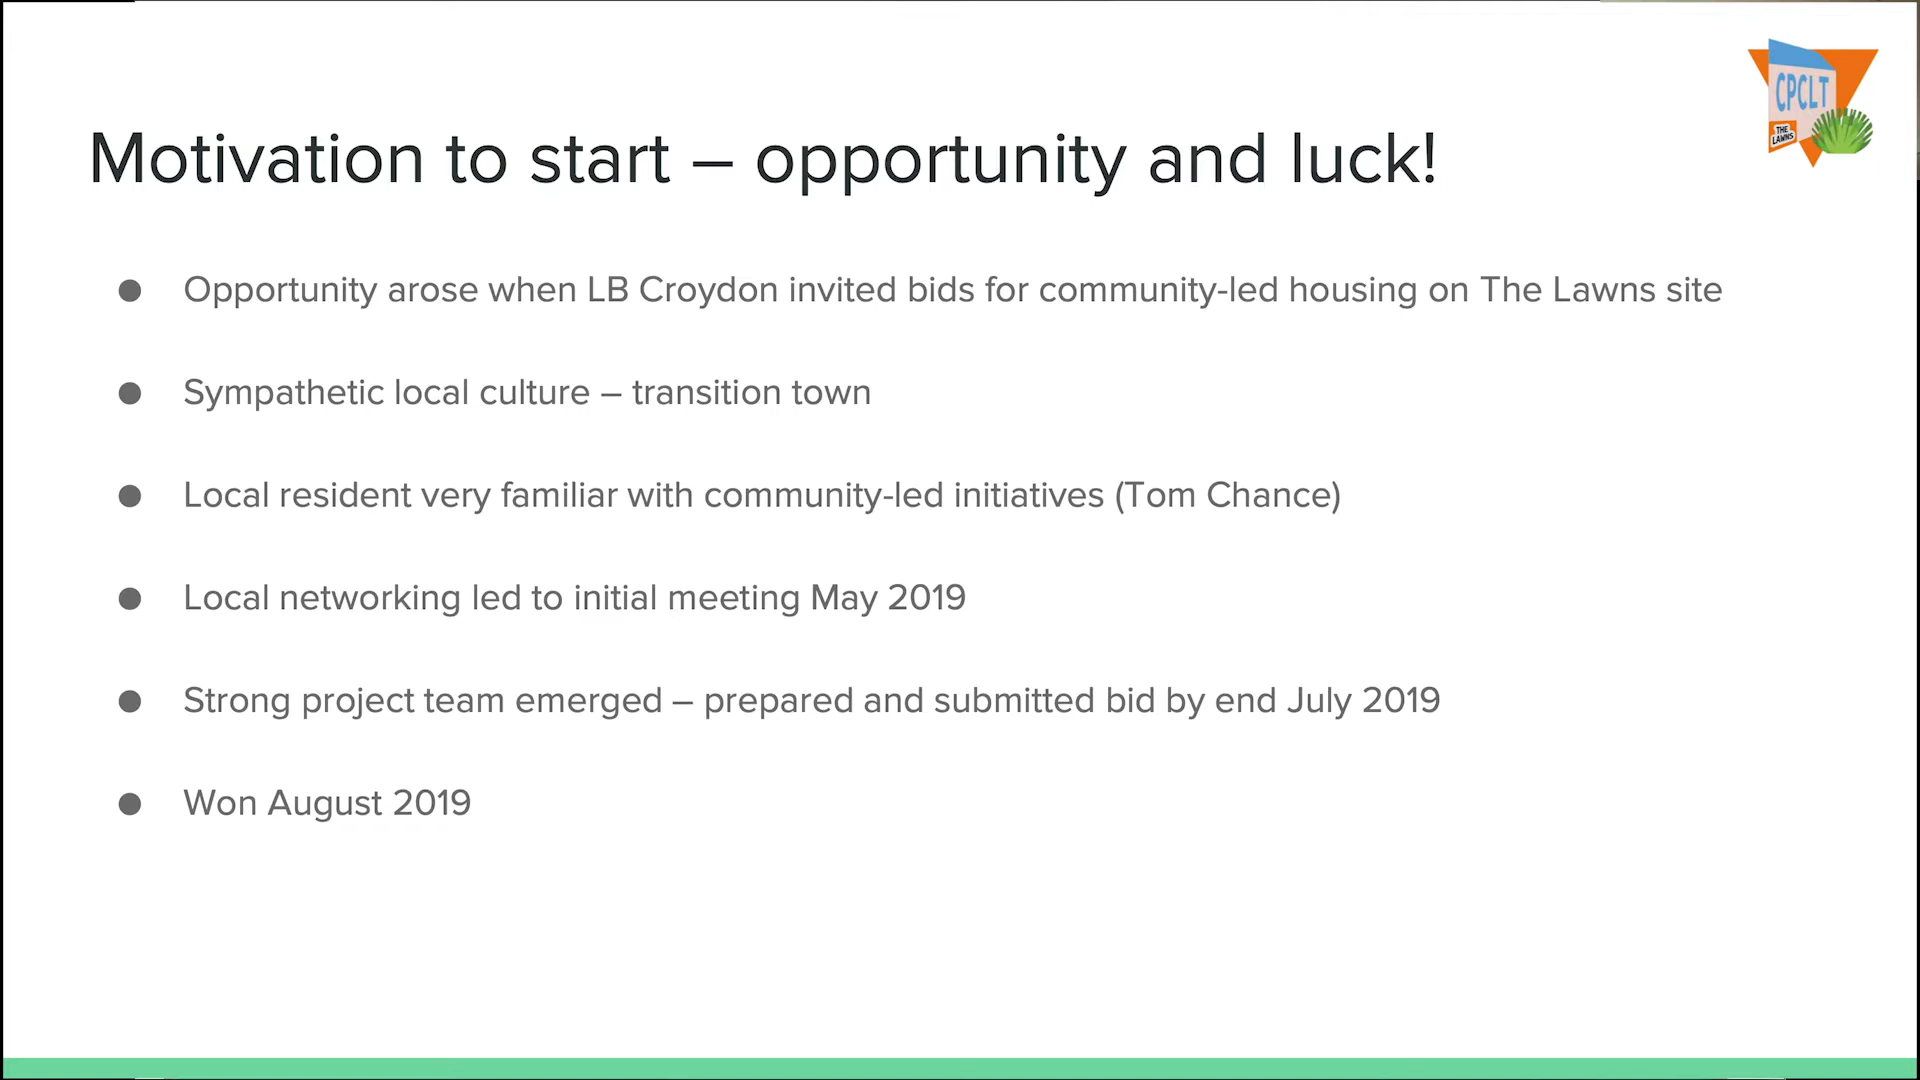 CPCLT
THE
LAWNS
Motivation to start – opportunity and luck!
● Opportunity arose when LB Croydon invited bids for community-led housing on The Lawns site
● Sympathetic local culture – transition town
● Local resident very familiar with community-led initiatives (Tom Chance)
● Local networking led to initial meeting May 2019
● Strong project team emerged – prepared and submitted bid by end July 2019
● Won August 2019